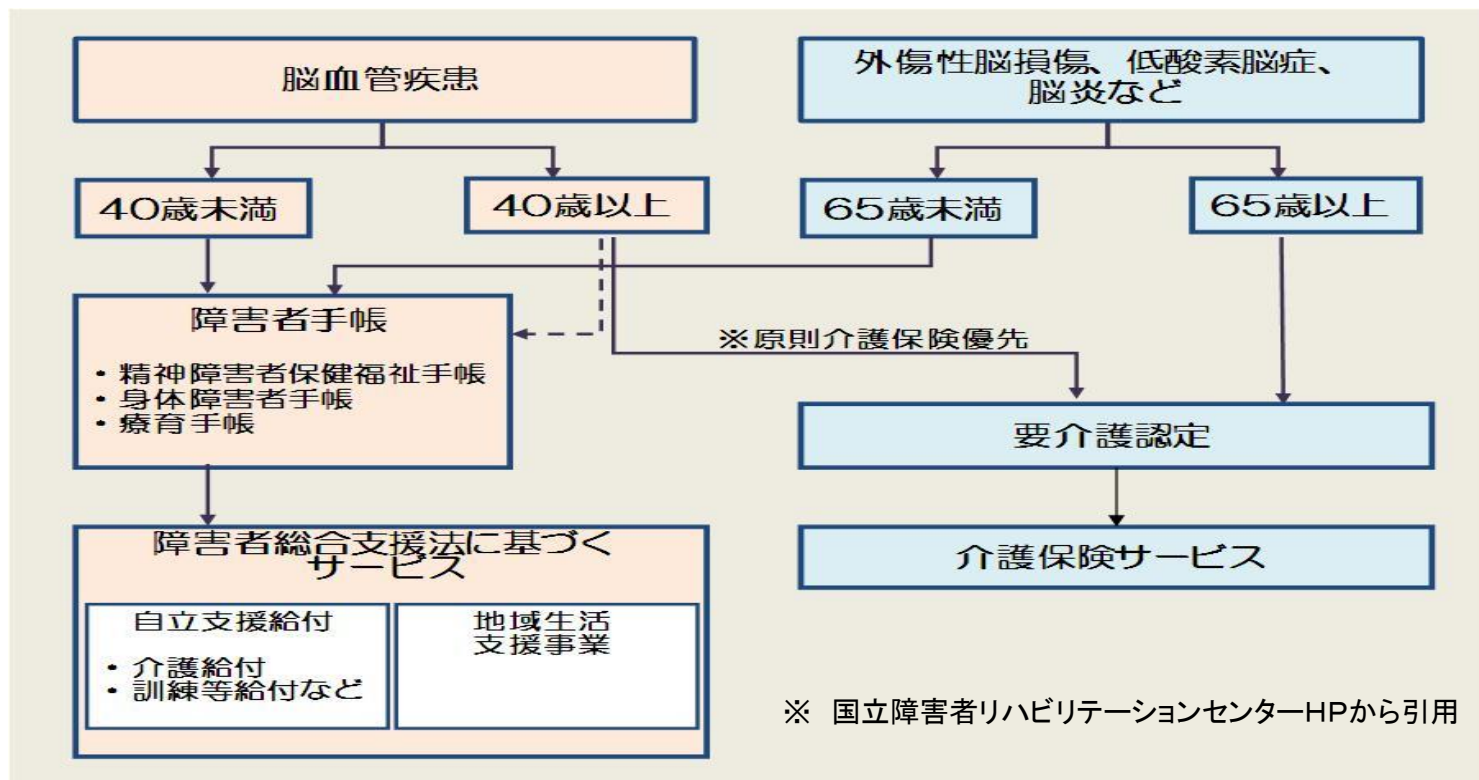 脳血管疾患
外傷性脳損傷、低酸素脳症、
脳炎など
40歳未満
40歳以上
65歳未満
65歳以上
障害者手帳
・精神障害者保健福祉手帳
・身体障害者手帳
・療育手帳
※原則介護保険優先
要介護認定
障害者総合支援法に基づく
サービス
自立支援給付
・介護給付
・訓練等給付など
地域生活
支援事業
介護保険サービス
※ 国立障害者リハビリテーションセンターHPから引用